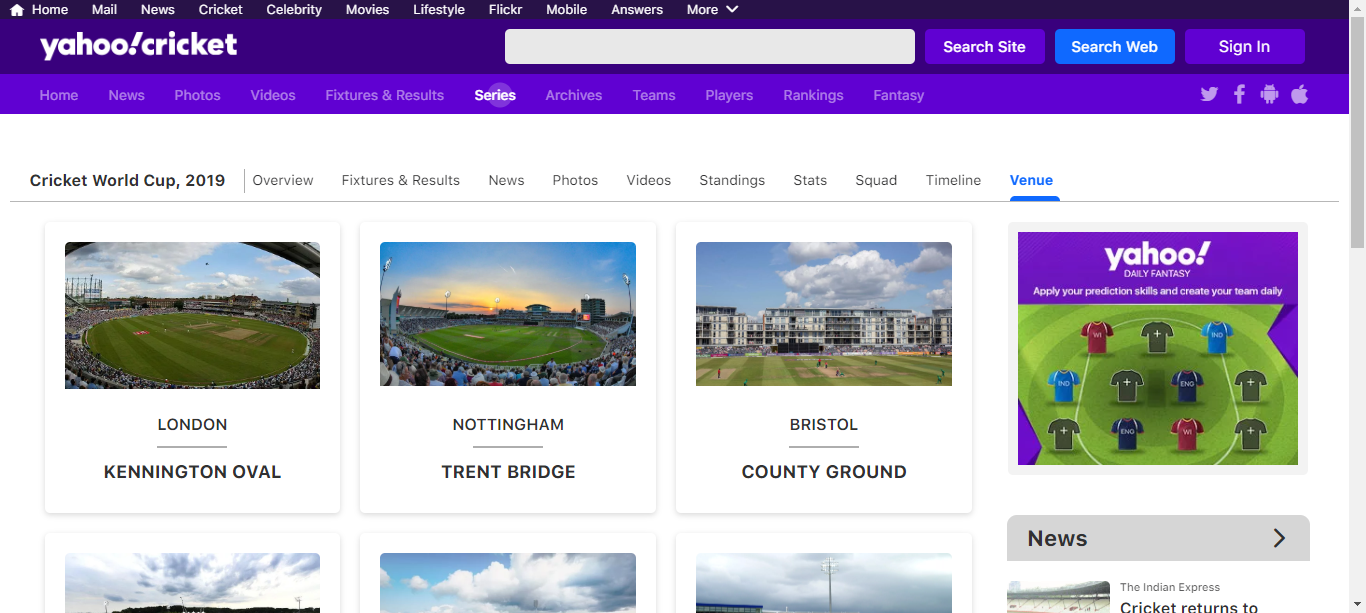 Home Mail News Cricket Celebrity Movies Lifestyle Flickr Mobile Answers More
yahoo!cricket
Search Site Search Web Sign In
Home News Photos Videos Fixtures & Results Series Archives Teams Players Rankings Fantasy
Cricket World Cup, 2019 Overview Fixtures & Results News Photos Videos Standings Stats Squad Timeline Venue
LONDON
KENNINGTON OVAL
NOTTINGHAM
TRENT BRIDGE
BRISTOL
COUNTY GROUND
yahoo!
DAILY FANTASY
Apply your prediction skills and create your team daily
WI IND
IND ENG
ENG WI
News
The Indian Express
Cricket returns to